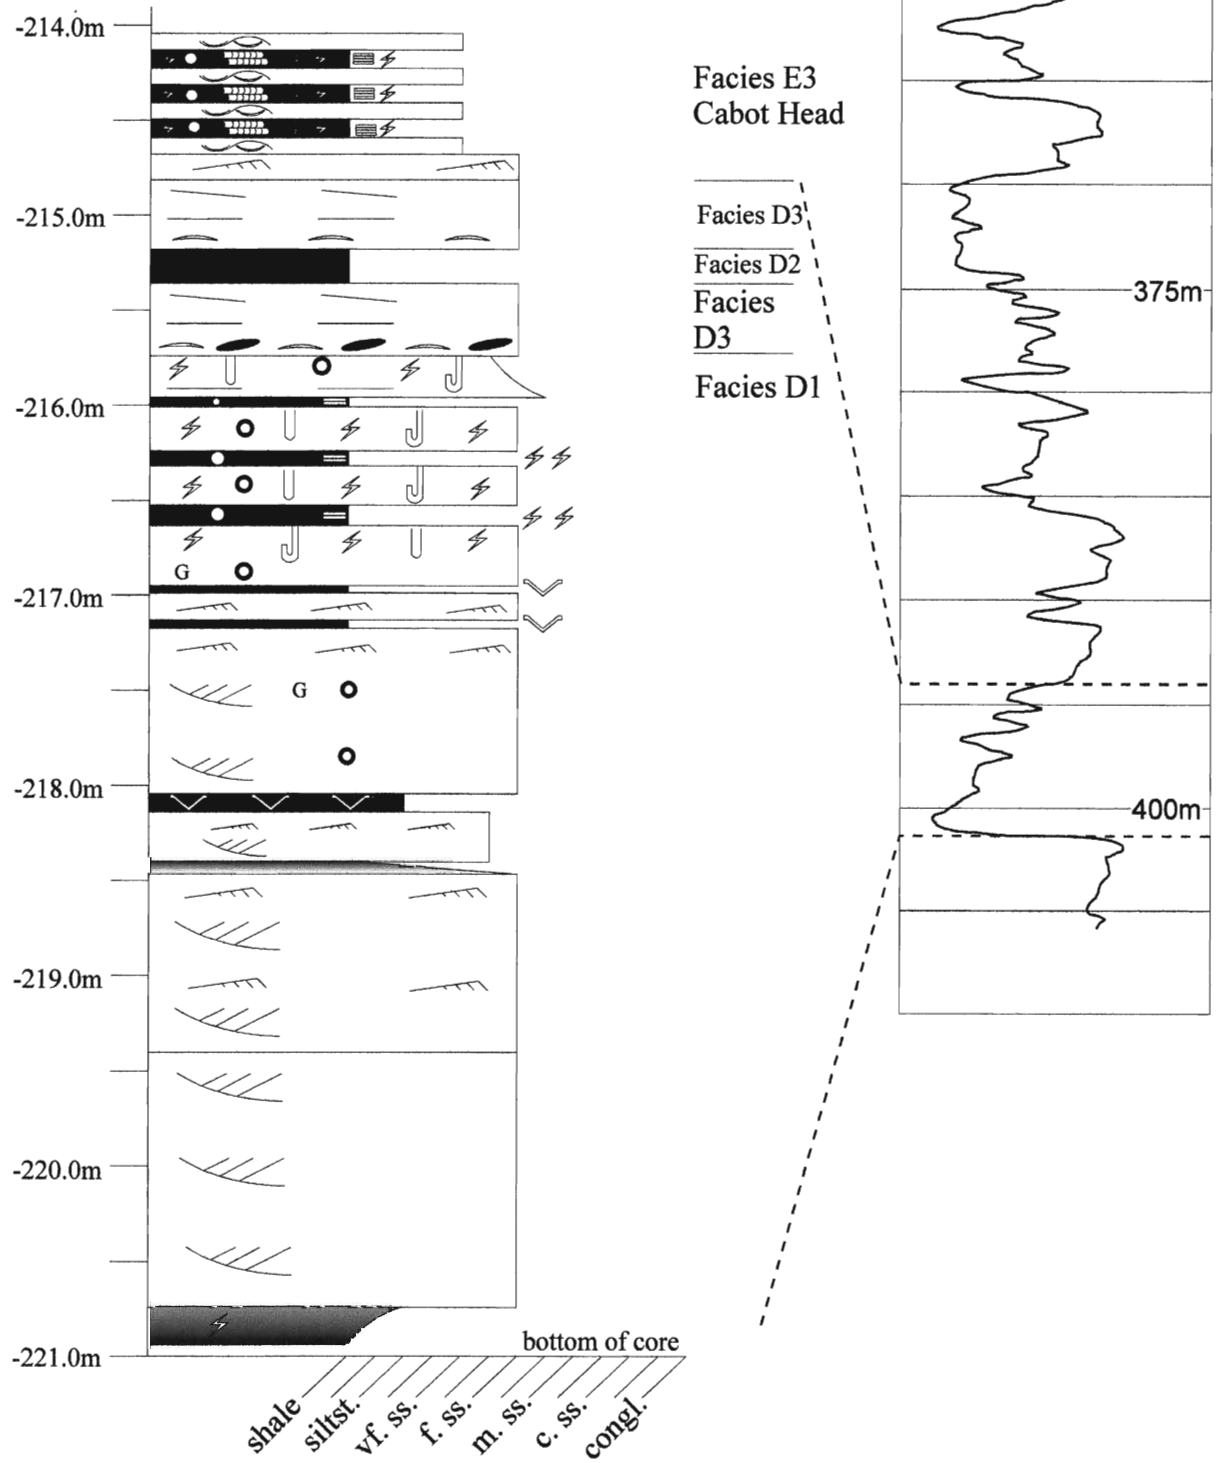 -214.0m
-215.0m
-216.0m
-217.0m
-218.0m
-219.0m
-220.0m
-221.0m
G
G
bottom of core
shale
siltst.
vf. ss.
f. ss.
m. ss.
c. ss.
congl.
Facies E3
Cabot Head
Facies D3
Facies D2
Facies
D3
Facies D1
375m
400m